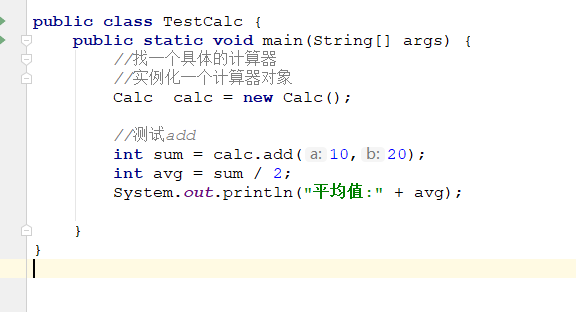 public class TestCalc {
public static void main(String[] args) {
//找一个具体的计算器
//实例化一个计算器对象
Calc  calc = new Calc();
//测试add
int sum = calc.add( a: 10, b: 20);
int avg = sum / 2;
System.out.println("平均值:" + avg);
}
}